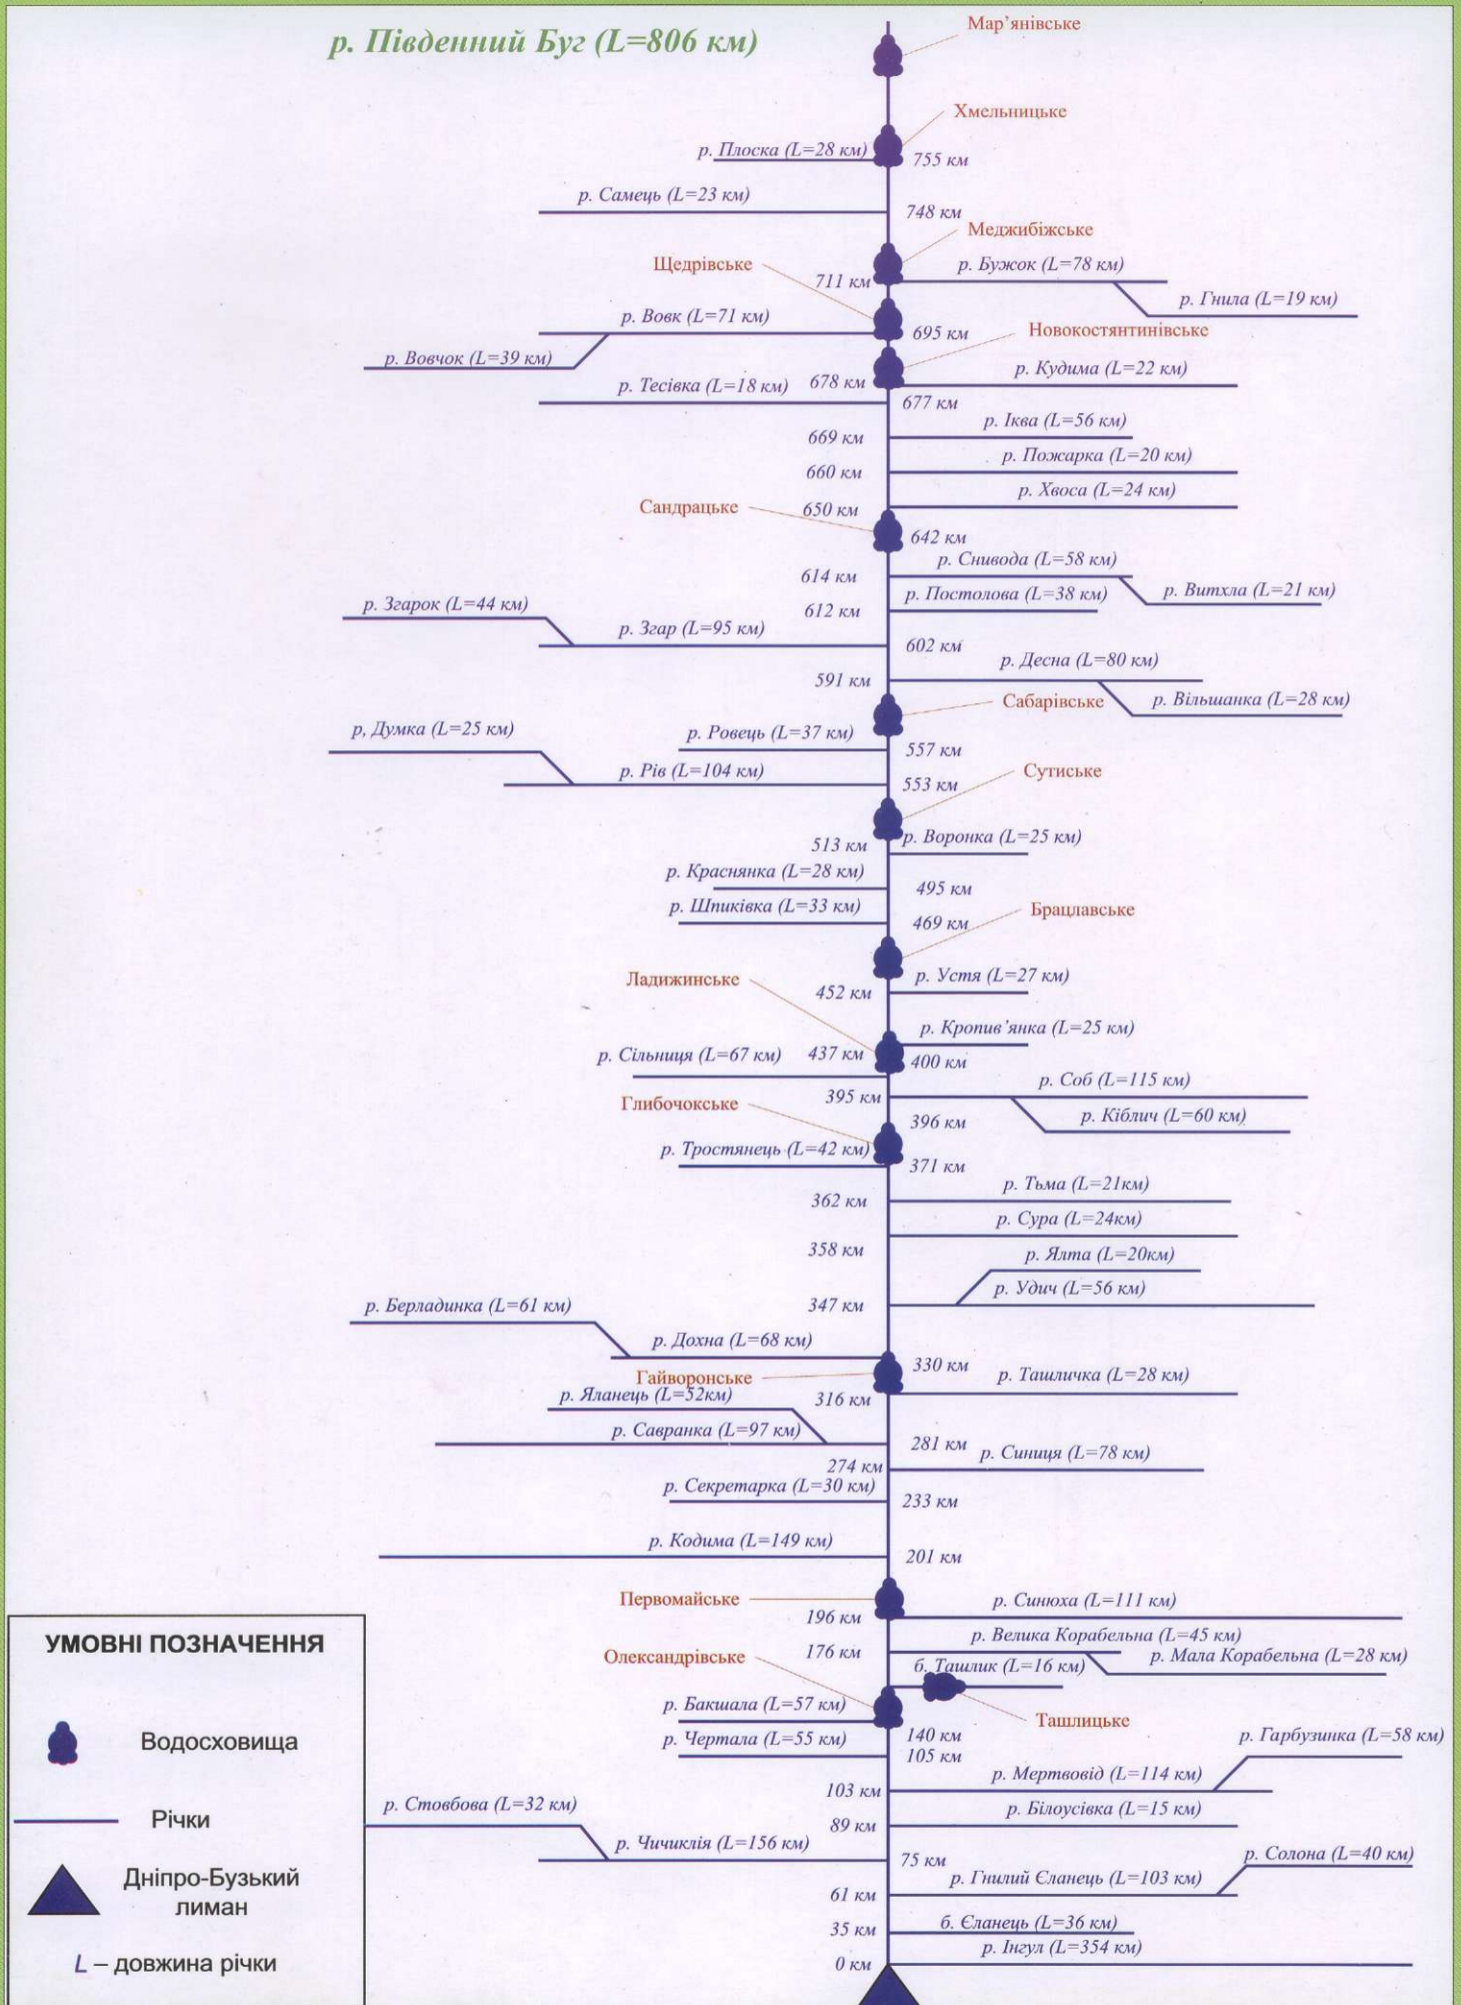 р. Південний Буг (L=806 км)
Мар’янівське
Хмельницьке
р. Плоска (L=28 км)
755 км
р. Самець (L=23 км)
748 км
Меджибіжське
Щедрівське
р. Бужок (L=78 км)
711 км
р. Гнила (L=19 км)
р. Вовк (L=71 км)
695 км
Новокостянтинівське
р. Вовчок (L=39 км)
р. Кудима (L=22 км)
р. Тесівка (L=18 км)
678 км
677 км
р. Іква (L=56 км)
669 км
р. Пожарка (L=20 км)
660 км
р. Хвоса (L=24 км)
Сандрацьке
650 км
642 км
р. Снивода (L=58 км)
614 км
р. Витхла (L=21 км)
р. Постолова (L=38 км)
р. Згарок (L=44 км)
612 км
р. Згар (L=95 км)
602 км
р. Десна (L=80 км)
591 км
р. Вільшанка (L=28 км)
Сабарівське
р, Думка (L=25 км)
р. Ровець (L=37 км)
557 км
р. Рів (L=104 км)
Сутиське
553 км
513 км
р. Воронка (L=25 км)
р. Краснянка (L=28 км)
495 км
р. Шпиківка (L=33 км)
Брацлавське
469 км
Ладижинське
р. Устя (L=27 км)
452 км
р. Кропив’янка (L=25 км)
р. Сільниця (L=67 км)
437 км
400 км
р. Соб (L=115 км)
395 км
Глибочокське
р. Кіблич (L=60 км)
396 км
р. Тростянець (L=42 км)
371 км
р. Тьма (L=21км)
362 км
р. Сура (L=24км)
358 км
р. Ялта (L=20км)
р. Удич (L=56 км)
р. Берладинка (L=61 км)
347 км
р. Дохна (L=68 км)
330 км
Гайворонське
р. Ташличка (L=28 км)
р. Яланець (L=52км)
316 км
р. Савранка (L=97 км)
281 км
р. Синиця (L=78 км)
274 км
р. Секретарка (L=30 км)
233 км
р. Кодима (L=149 км)
201 км
Первомайське
р. Синюха (L=111 км)
196 км
р. Велика Корабельна (L=45 км)
Олександрівське
176 км
р. Мала Корабельна (L=28 км)
б. Ташлик (L=16 км)
р. Бакшала (L=57 км)
Ташлицьке
140 км
р. Чертала (L=55 км)
р. Гарбузинка (L=58 км)
105 км
р. Мертвовід (L=114 км)
103 км
р. Стовбова (L=32 км)
р. Білоусівка (L=15 км)
89 км
р. Чичиклія (L=156 км)
75 км
р. Солона (L=40 км)
р. Гнилий Єланець (L=103 км)
61 км
б. Єланець (L=36 км)
35 км
р. Інгул (L=354 км)
0 км
УМОВНІ ПОЗНАЧЕННЯ
Водосховища
Річки
Дніпро-Бузький
лиман
L – довжина річки